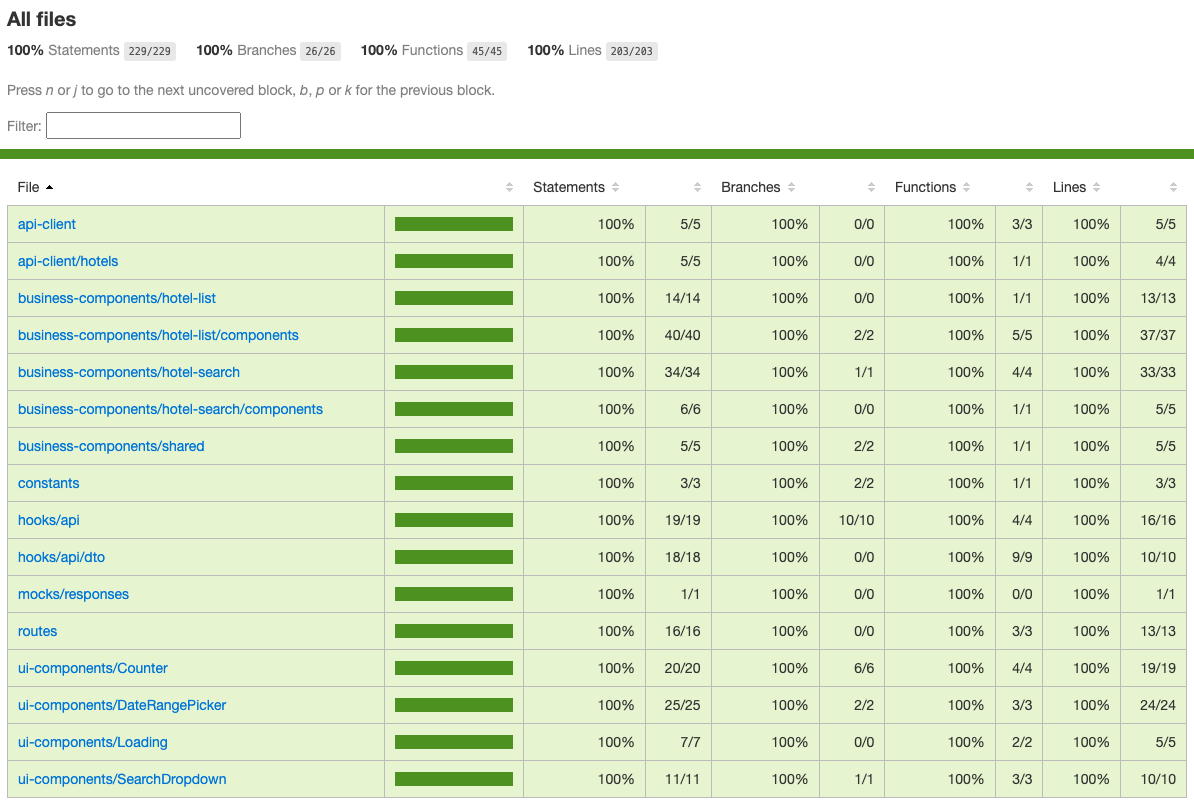 All files
100% Statements 229/229 100% Branches 26/26 100% Functions 45/45 100% Lines 203/203
Press n or j to go to the next uncovered block, b, p or k for the previous block.
Filter:
File Statements Branches Functions Lines
api-client 100% 5/5 100% 0/0 100% 3/3 100% 5/5
api-client/hotels 100% 5/5 100% 0/0 100% 1/1 100% 4/4
business-components/hotel-list 100% 14/14 100% 0/0 100% 1/1 100% 13/13
business-components/hotel-list/components 100% 40/40 100% 2/2 100% 5/5 100% 37/37
business-components/hotel-search 100% 34/34 100% 1/1 100% 4/4 100% 33/33
business-components/hotel-search/components 100% 6/6 100% 0/0 100% 1/1 100% 5/5
business-components/shared 100% 5/5 100% 2/2 100% 1/1 100% 5/5
constants 100% 3/3 100% 2/2 100% 1/1 100% 3/3
hooks/api 100% 19/19 100% 10/10 100% 4/4 100% 16/16
hooks/api/dto 100% 18/18 100% 0/0 100% 9/9 100% 10/10
mocks/responses 100% 1/1 100% 0/0 100% 0/0 100% 1/1
routes 100% 16/16 100% 0/0 100% 3/3 100% 13/13
ui-components/Counter 100% 20/20 100% 6/6 100% 4/4 100% 19/19
ui-components/DateRangePicker 100% 25/25 100% 2/2 100% 3/3 100% 24/24
ui-components/Loading 100% 7/7 100% 0/0 100% 2/2 100% 5/5
ui-components/SearchDropdown 100% 11/11 100% 1/1 100% 3/3 100% 10/10